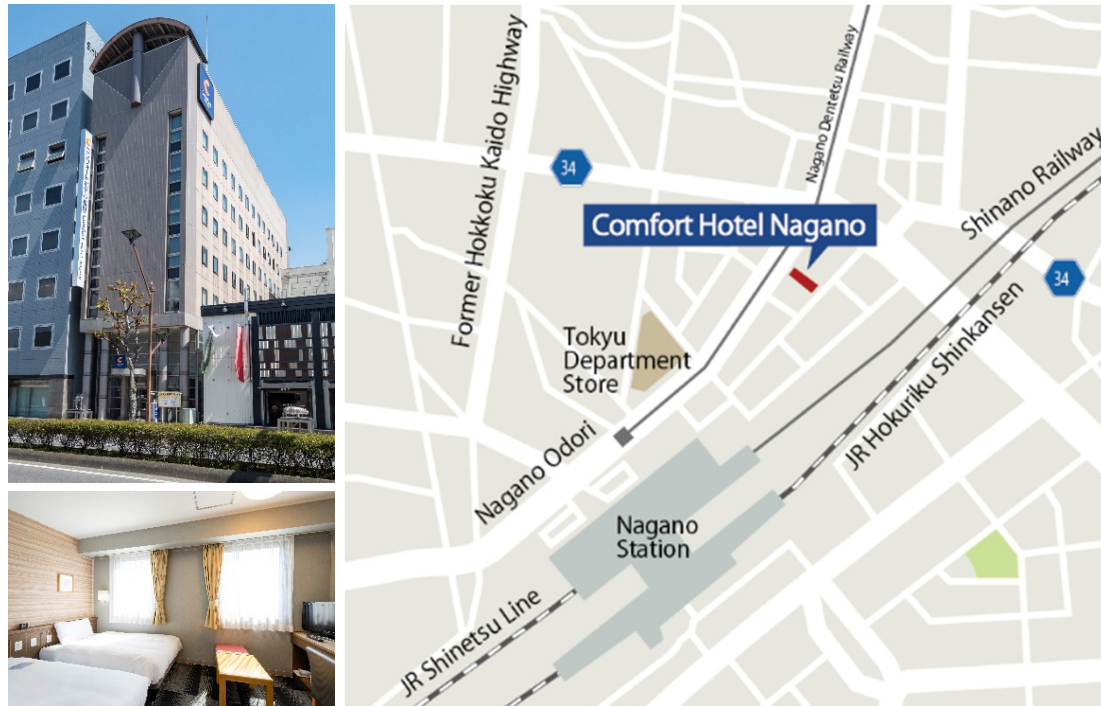 Former Hokkoku Kaido Highway
Nagano Dentetsu Railway
34
Comfort Hotel Nagano
Shinano Railway
34
Tokyu
Department
Store
JR Hokuriku Shinkansen
Nagano Odori
Nagano
Station
JR Shinetsu Line